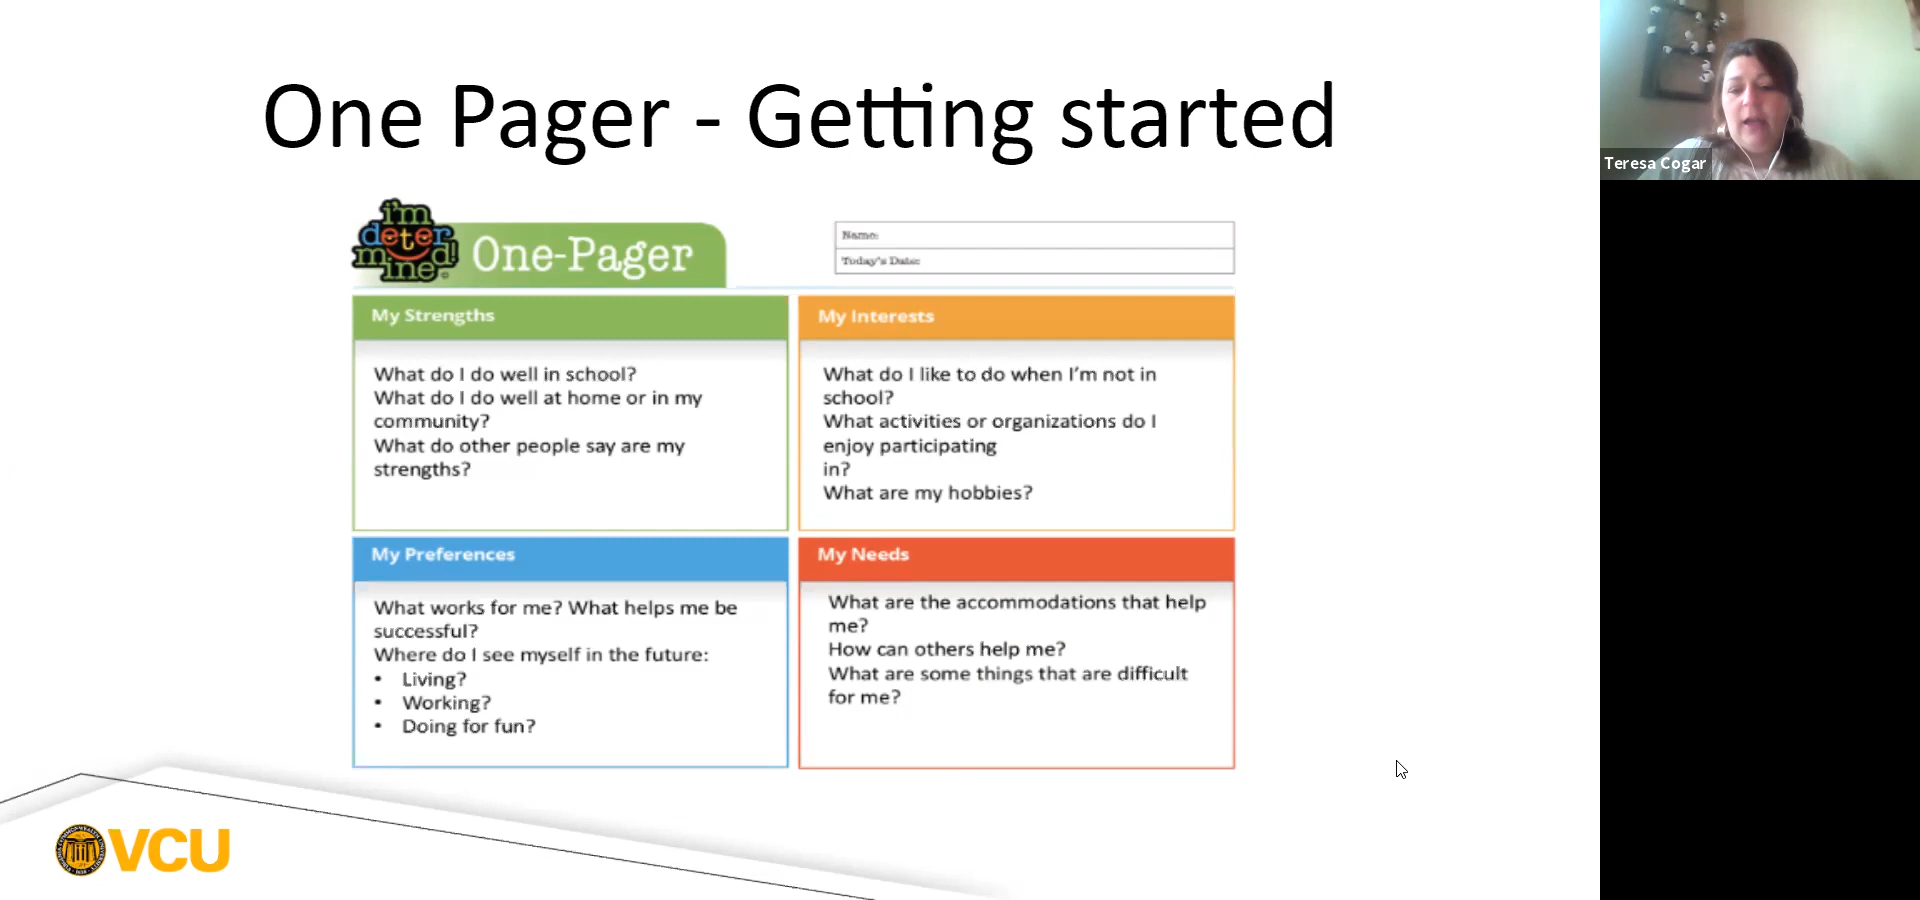 One Pager - Getting started
i'm
deter
mined!
One-Pager
Name:
Today's Date:
My Strengths
What do I do well in school?
What do I do well at home or in my
community?
What do other people say are my
strengths?
My Interests
What do I like to do when I'm not in
school?
What activities or organizations do I
enjoy participating
in?
What are my hobbies?
My Preferences
What works for me? What helps me be
successful?
Where do I see myself in the future:
• Living?
• Working?
• Doing for fun?
My Needs
What are the accommodations that help
me?
How can others help me?
What are some things that are difficult
for me?
VCU
Teresa Cogar